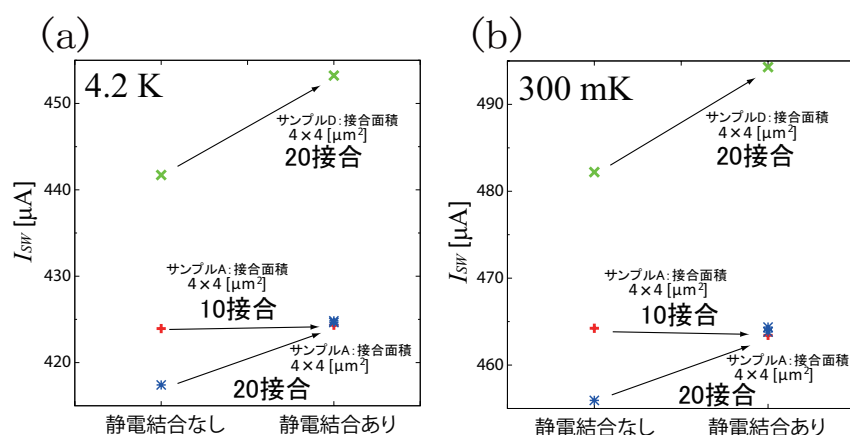 (a)
4.2 K
I_SW [μA]
450
440
430
420
サンプルD：接合面積
4×4 [μm²]
20接合
サンプルA：接合面積
4×4 [μm²]
10接合
サンプルA：接合面積
4×4 [μm²]
20接合
静電結合なし 静電結合あり
(b)
300 mK
I_SW [μA]
490
480
470
460
サンプルD：接合面積
4×4 [μm²]
20接合
サンプルA：接合面積
4×4 [μm²]
10接合
サンプルA：接合面積
4×4 [μm²]
20接合
静電結合なし 静電結合あり